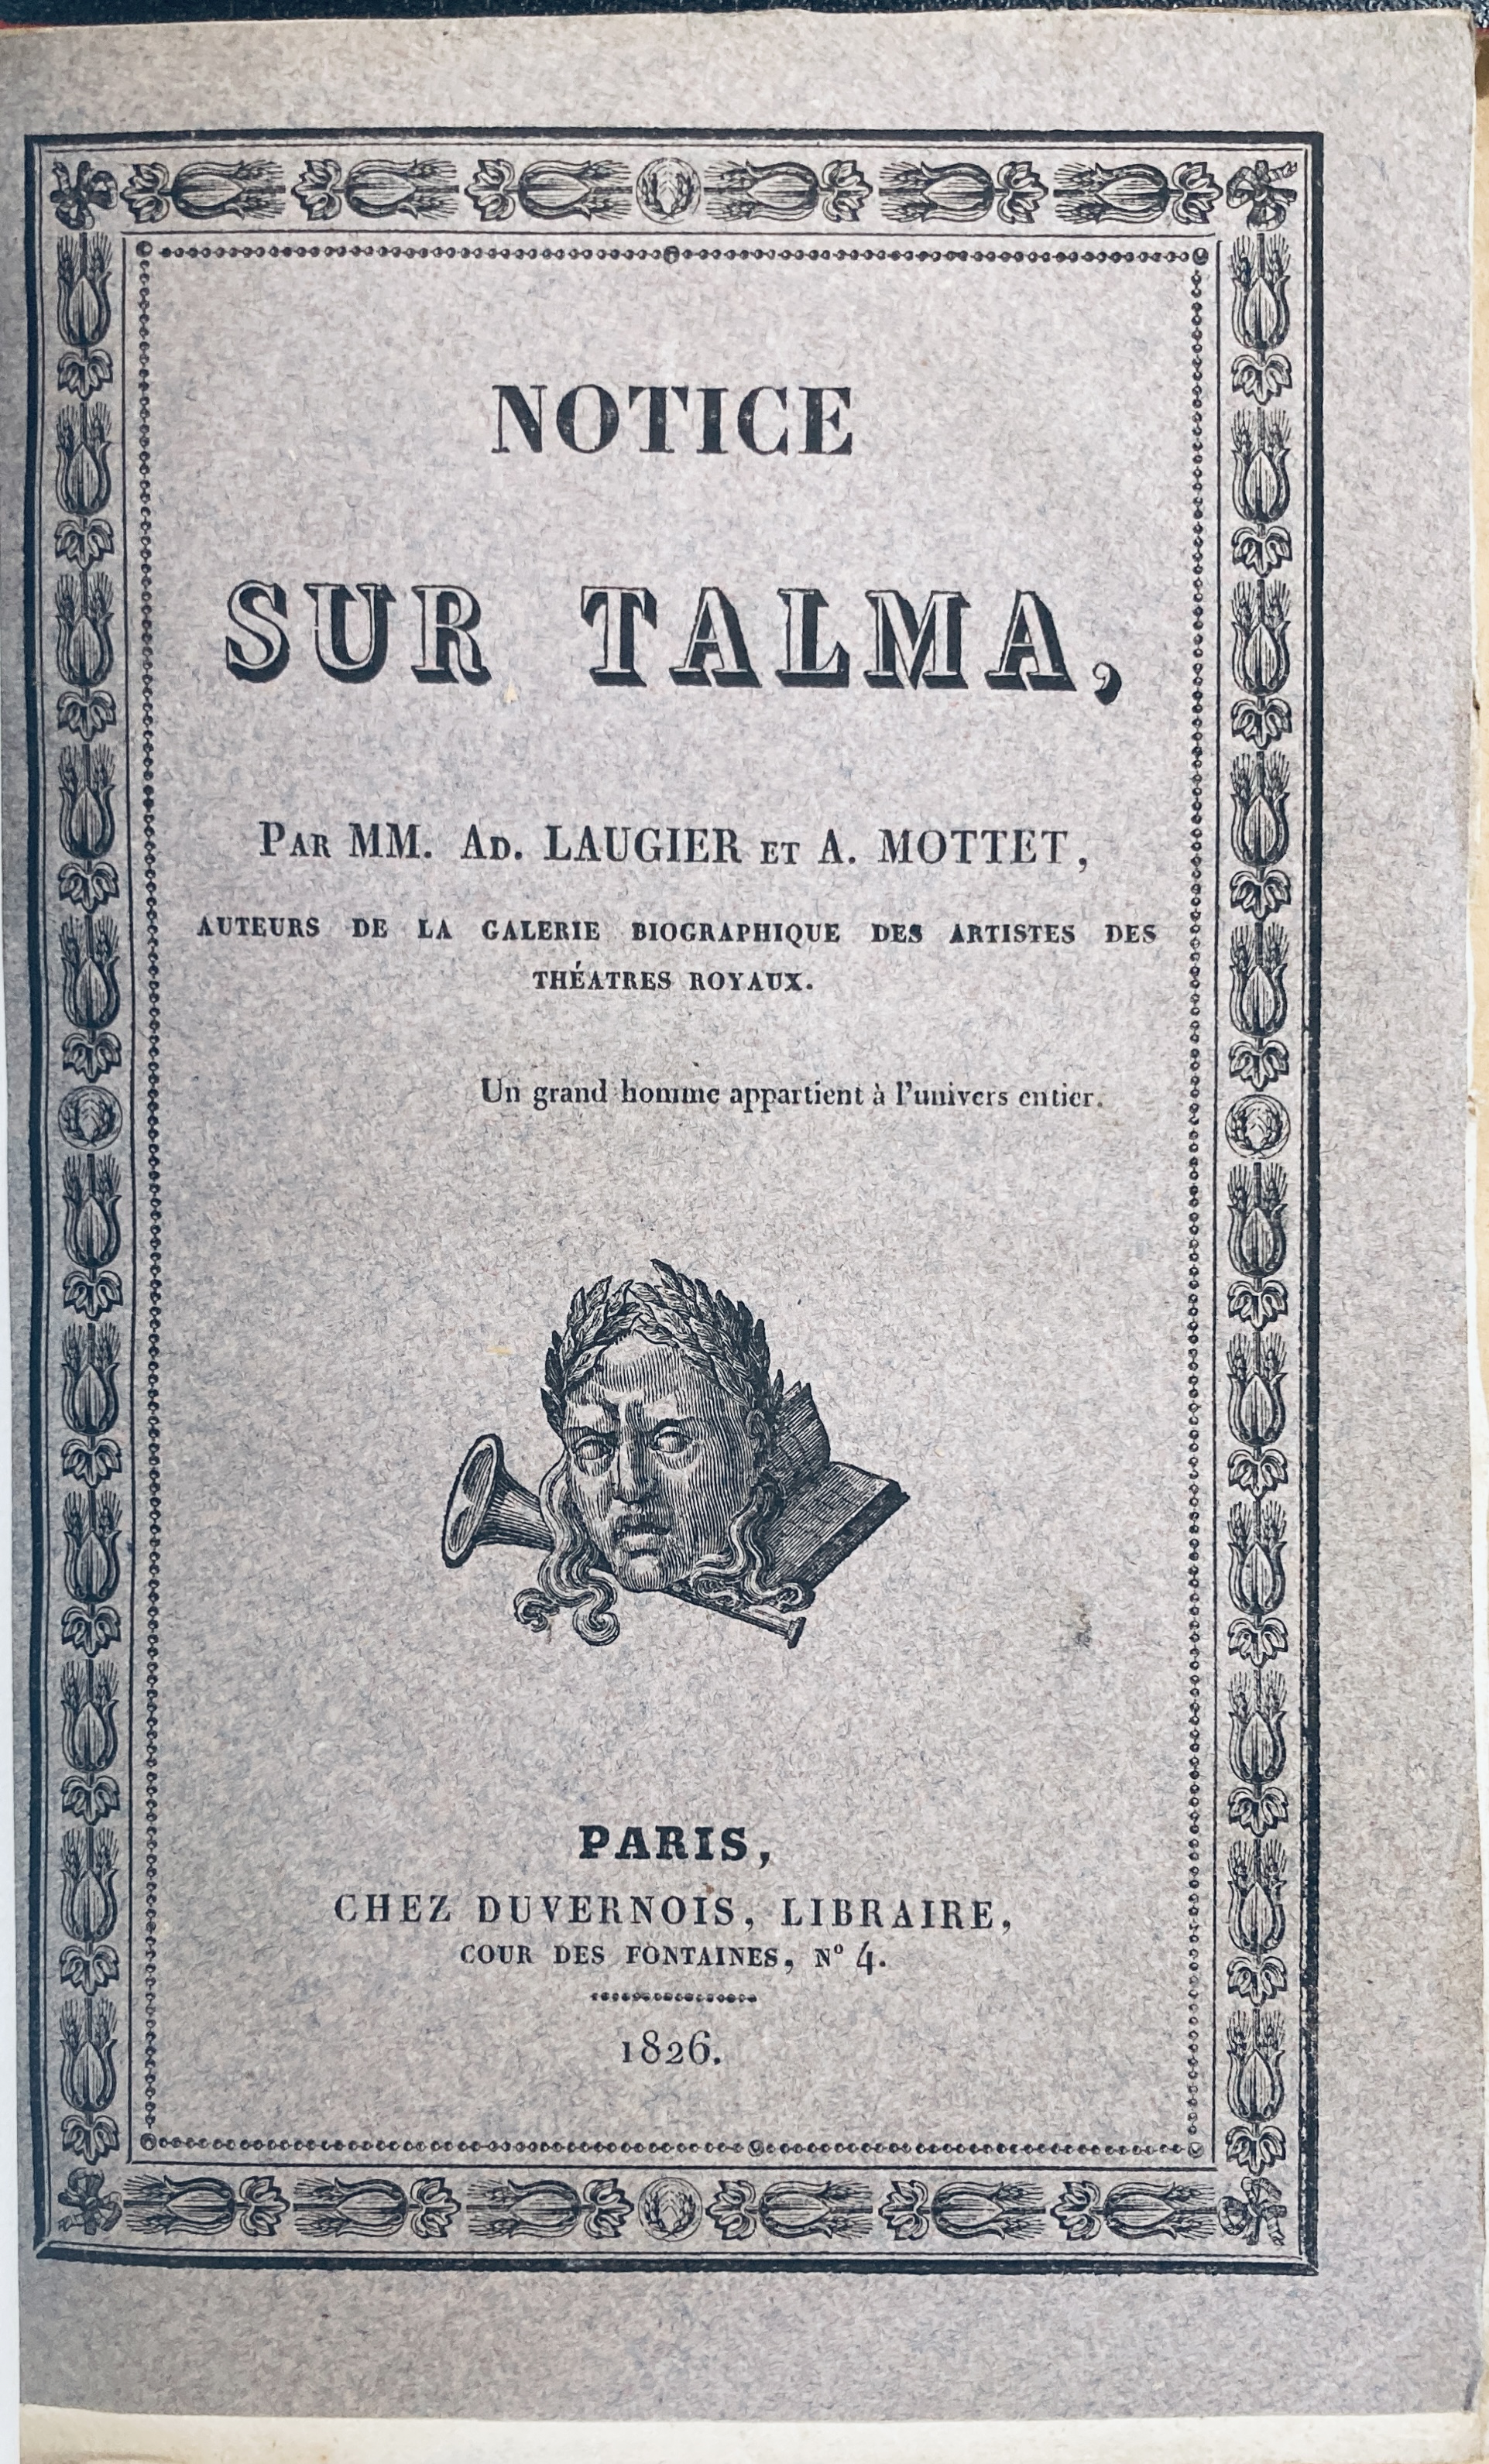 NOTICE
SUR TALMA,
PAR MM. AD. LAUGIER ET A. MOTTET,
AUTEURS DE LA GALERIE BIOGRAPHIQUE DES ARTISTES DES
THÉATRES ROYAUX.
Un grand homme appartient à l'univers entier.
PARIS,
CHEZ DUVERNOIS, LIBRAIRE,
COUR DES FONTAINES, Nº 4.
1826.